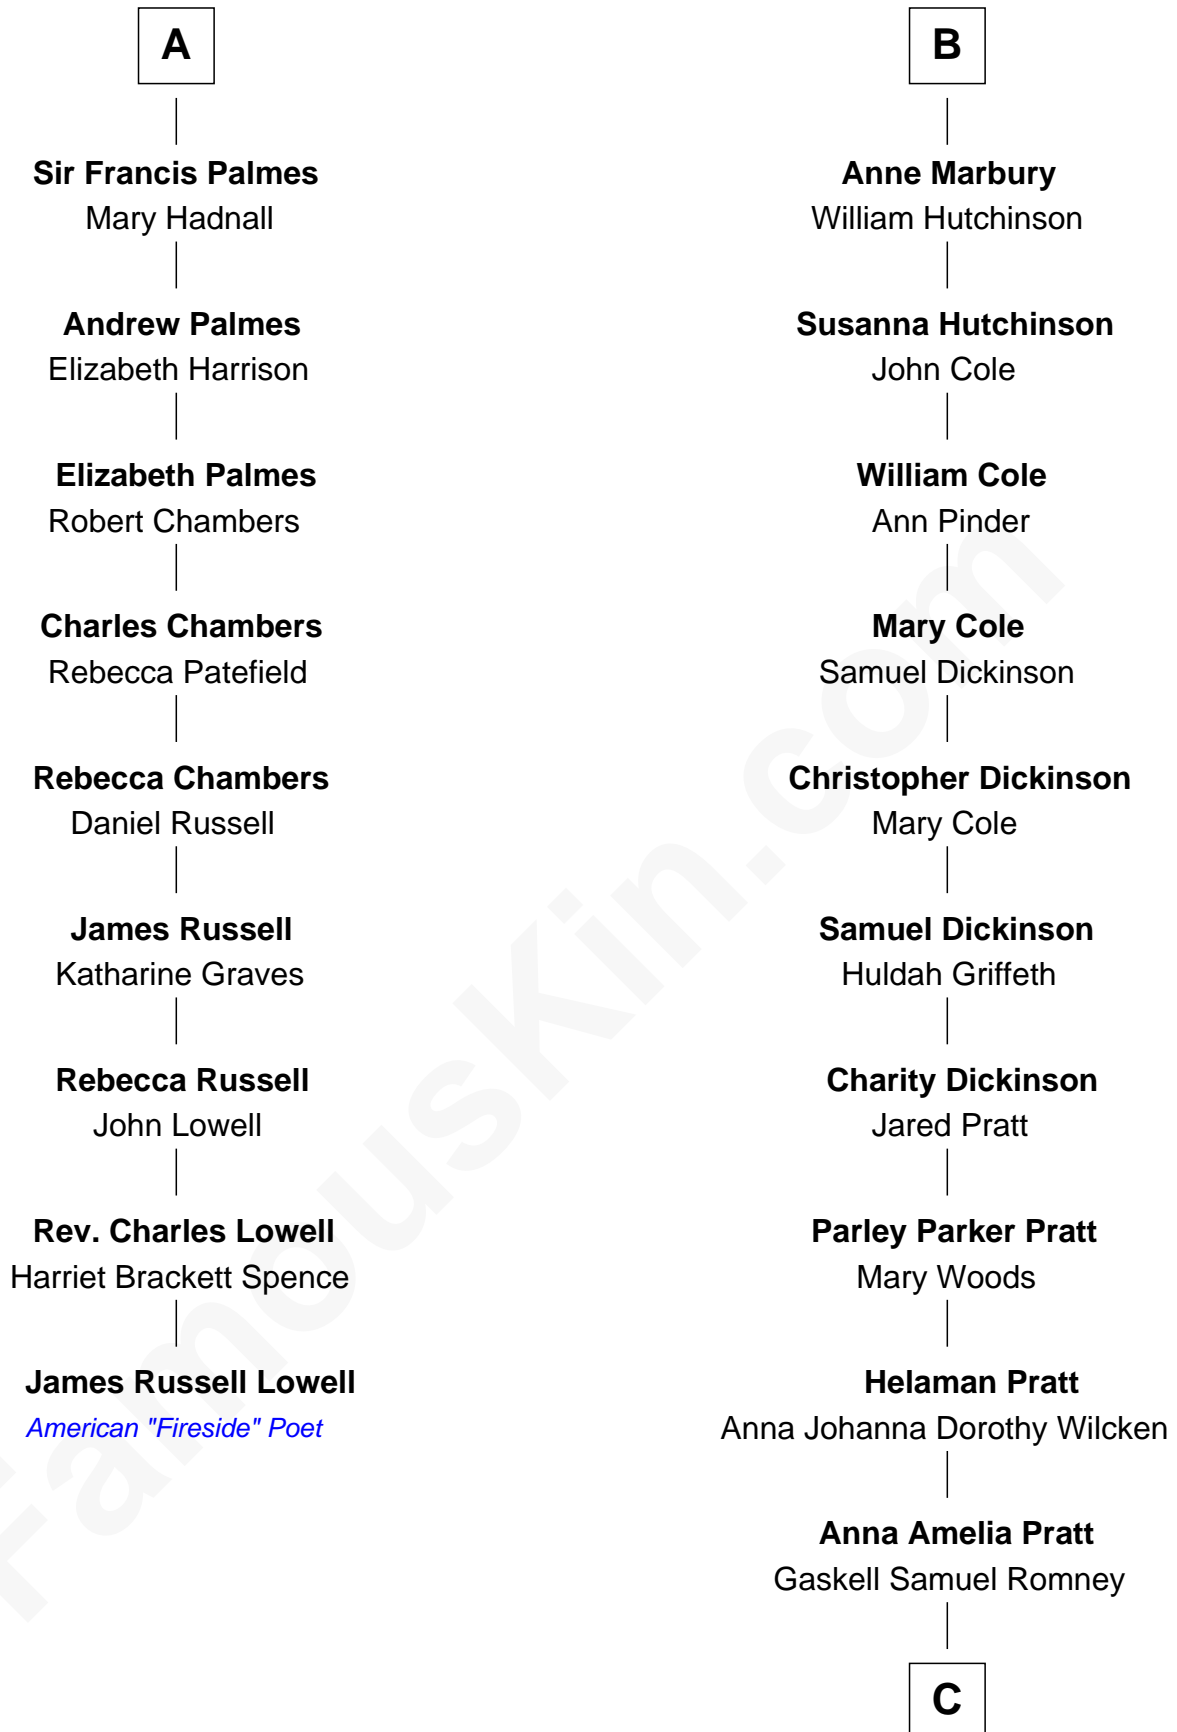 A
Sir Francis Palmes
Mary Hadnall
Andrew Palmes
Elizabeth Harrison
Elizabeth Palmes
Robert Chambers
Charles Chambers
Rebecca Patefield
Rebecca Chambers
Daniel Russell
James Russell
Katharine Graves
Rebecca Russell
John Lowell
Rev. Charles Lowell
Harriet Brackett Spence
James Russell Lowell
American "Fireside" Poet
B
Anne Marbury
William Hutchinson
Susanna Hutchinson
John Cole
William Cole
Ann Pinder
Mary Cole
Samuel Dickinson
Christopher Dickinson
Mary Cole
Samuel Dickinson
Huldah Griffeth
Charity Dickinson
Jared Pratt
Parley Parker Pratt
Mary Woods
Helaman Pratt
Anna Johanna Dorothy Wilcken
Anna Amelia Pratt
Gaskell Samuel Romney
C
FamousKin.com